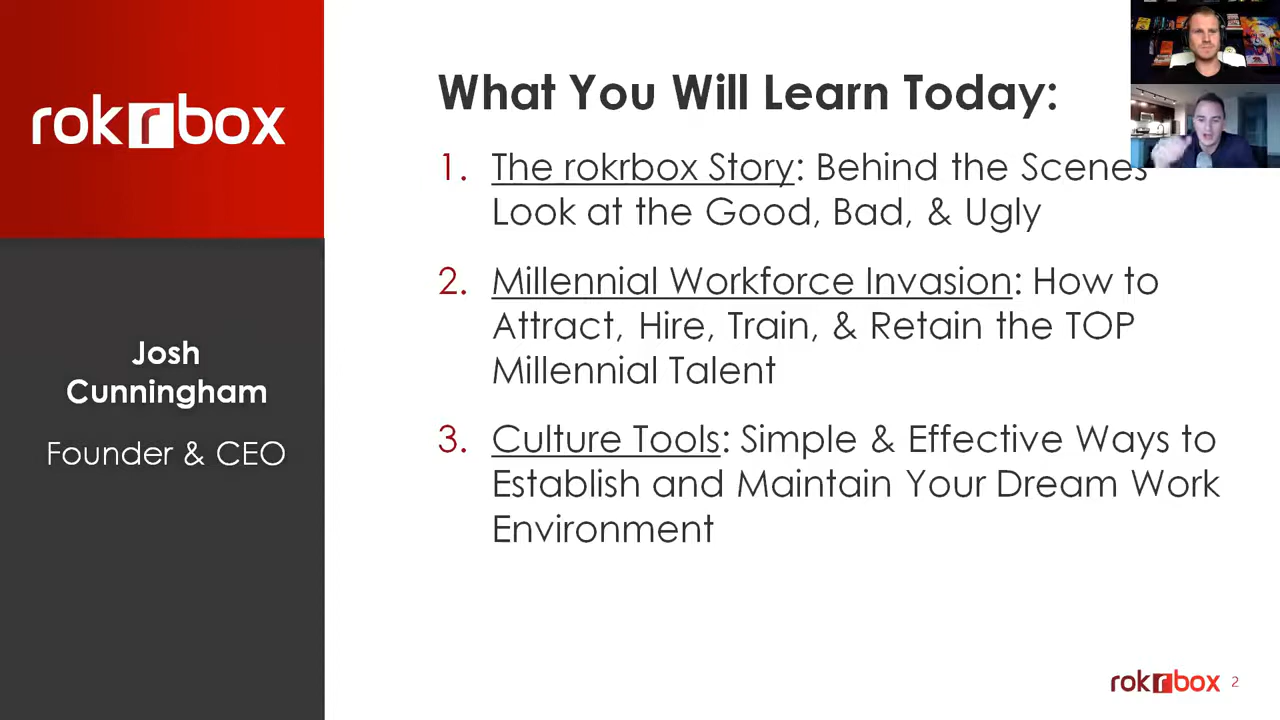 rokrbox
Josh
Cunningham
Founder & CEO
What You Will Learn Today:
1. The rokrbox Story: Behind the Scenes
Look at the Good, Bad, & Ugly
2. Millennial Workforce Invasion: How to
Attract, Hire, Train, & Retain the TOP
Millennial Talent
3. Culture Tools: Simple & Effective Ways to
Establish and Maintain Your Dream Work
Environment
rokrbox 2